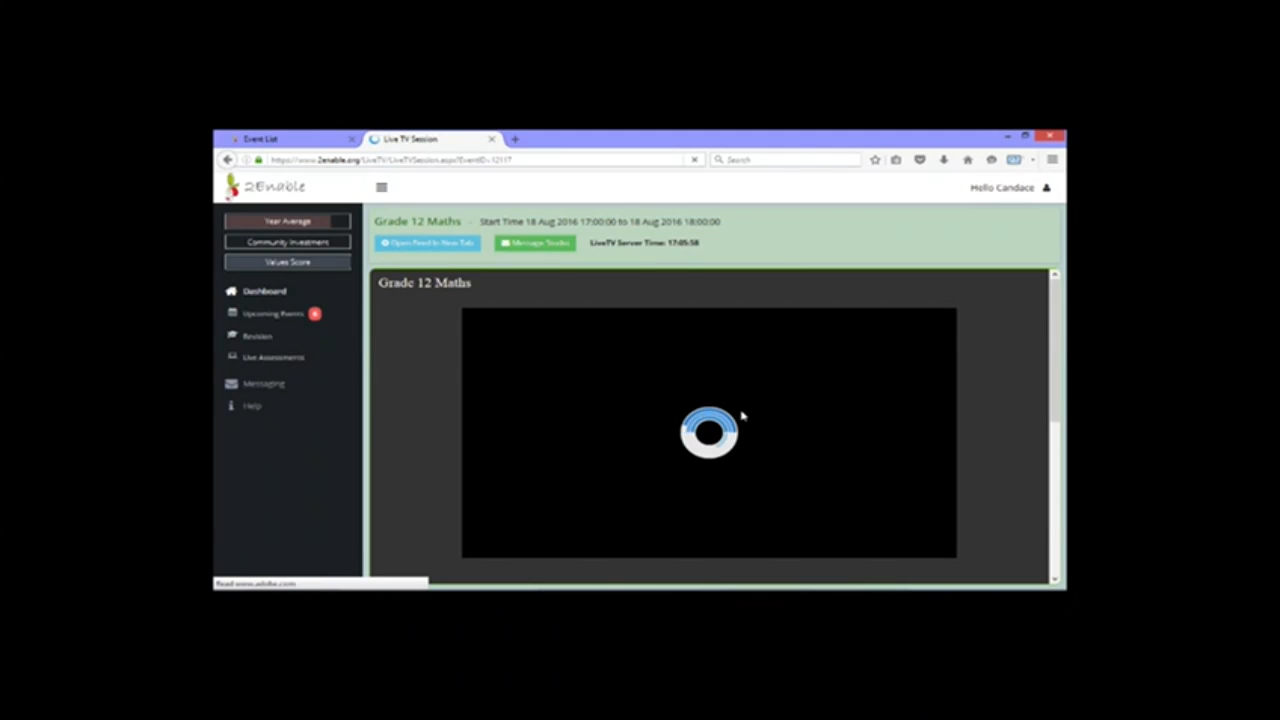 Event List
Live TV Session
https://www.2enable.org/LiveTV/LiveTVSession.aspx?EventID=12117
Search
2Enable
Hello Candace
Year Average
Community Investment
Values Score
Dashboard
Upcoming Events 6
Revision
Live Assessments
Messaging
Help
Grade 12 Maths - Start Time 18 Aug 2016 17:00:00 to 18 Aug 2016 18:00:00
Open Feed In New Tab
Message Studio
LiveTV Server Time: 17:05:58
Grade 12 Maths
Read www.adobe.com